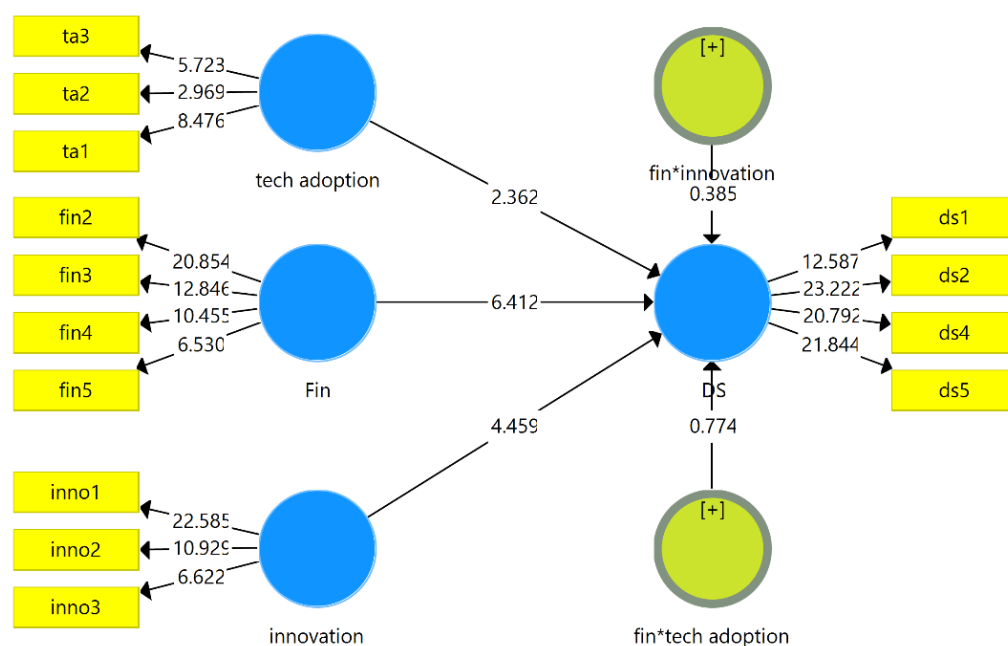 ta3
ta2
ta1
5.723
2.969
8.476
tech adoption
[+]
fin*innovation
0.385
2.362
fin2
fin3
fin4
fin5
20.854
12.846
10.455
6.530
Fin
6.412
DS
12.587
23.222
20.792
21.844
ds1
ds2
ds4
ds5
4.459
0.774
inno1
inno2
inno3
22.585
10.929
6.622
innovation
[+]
fin*tech adoption